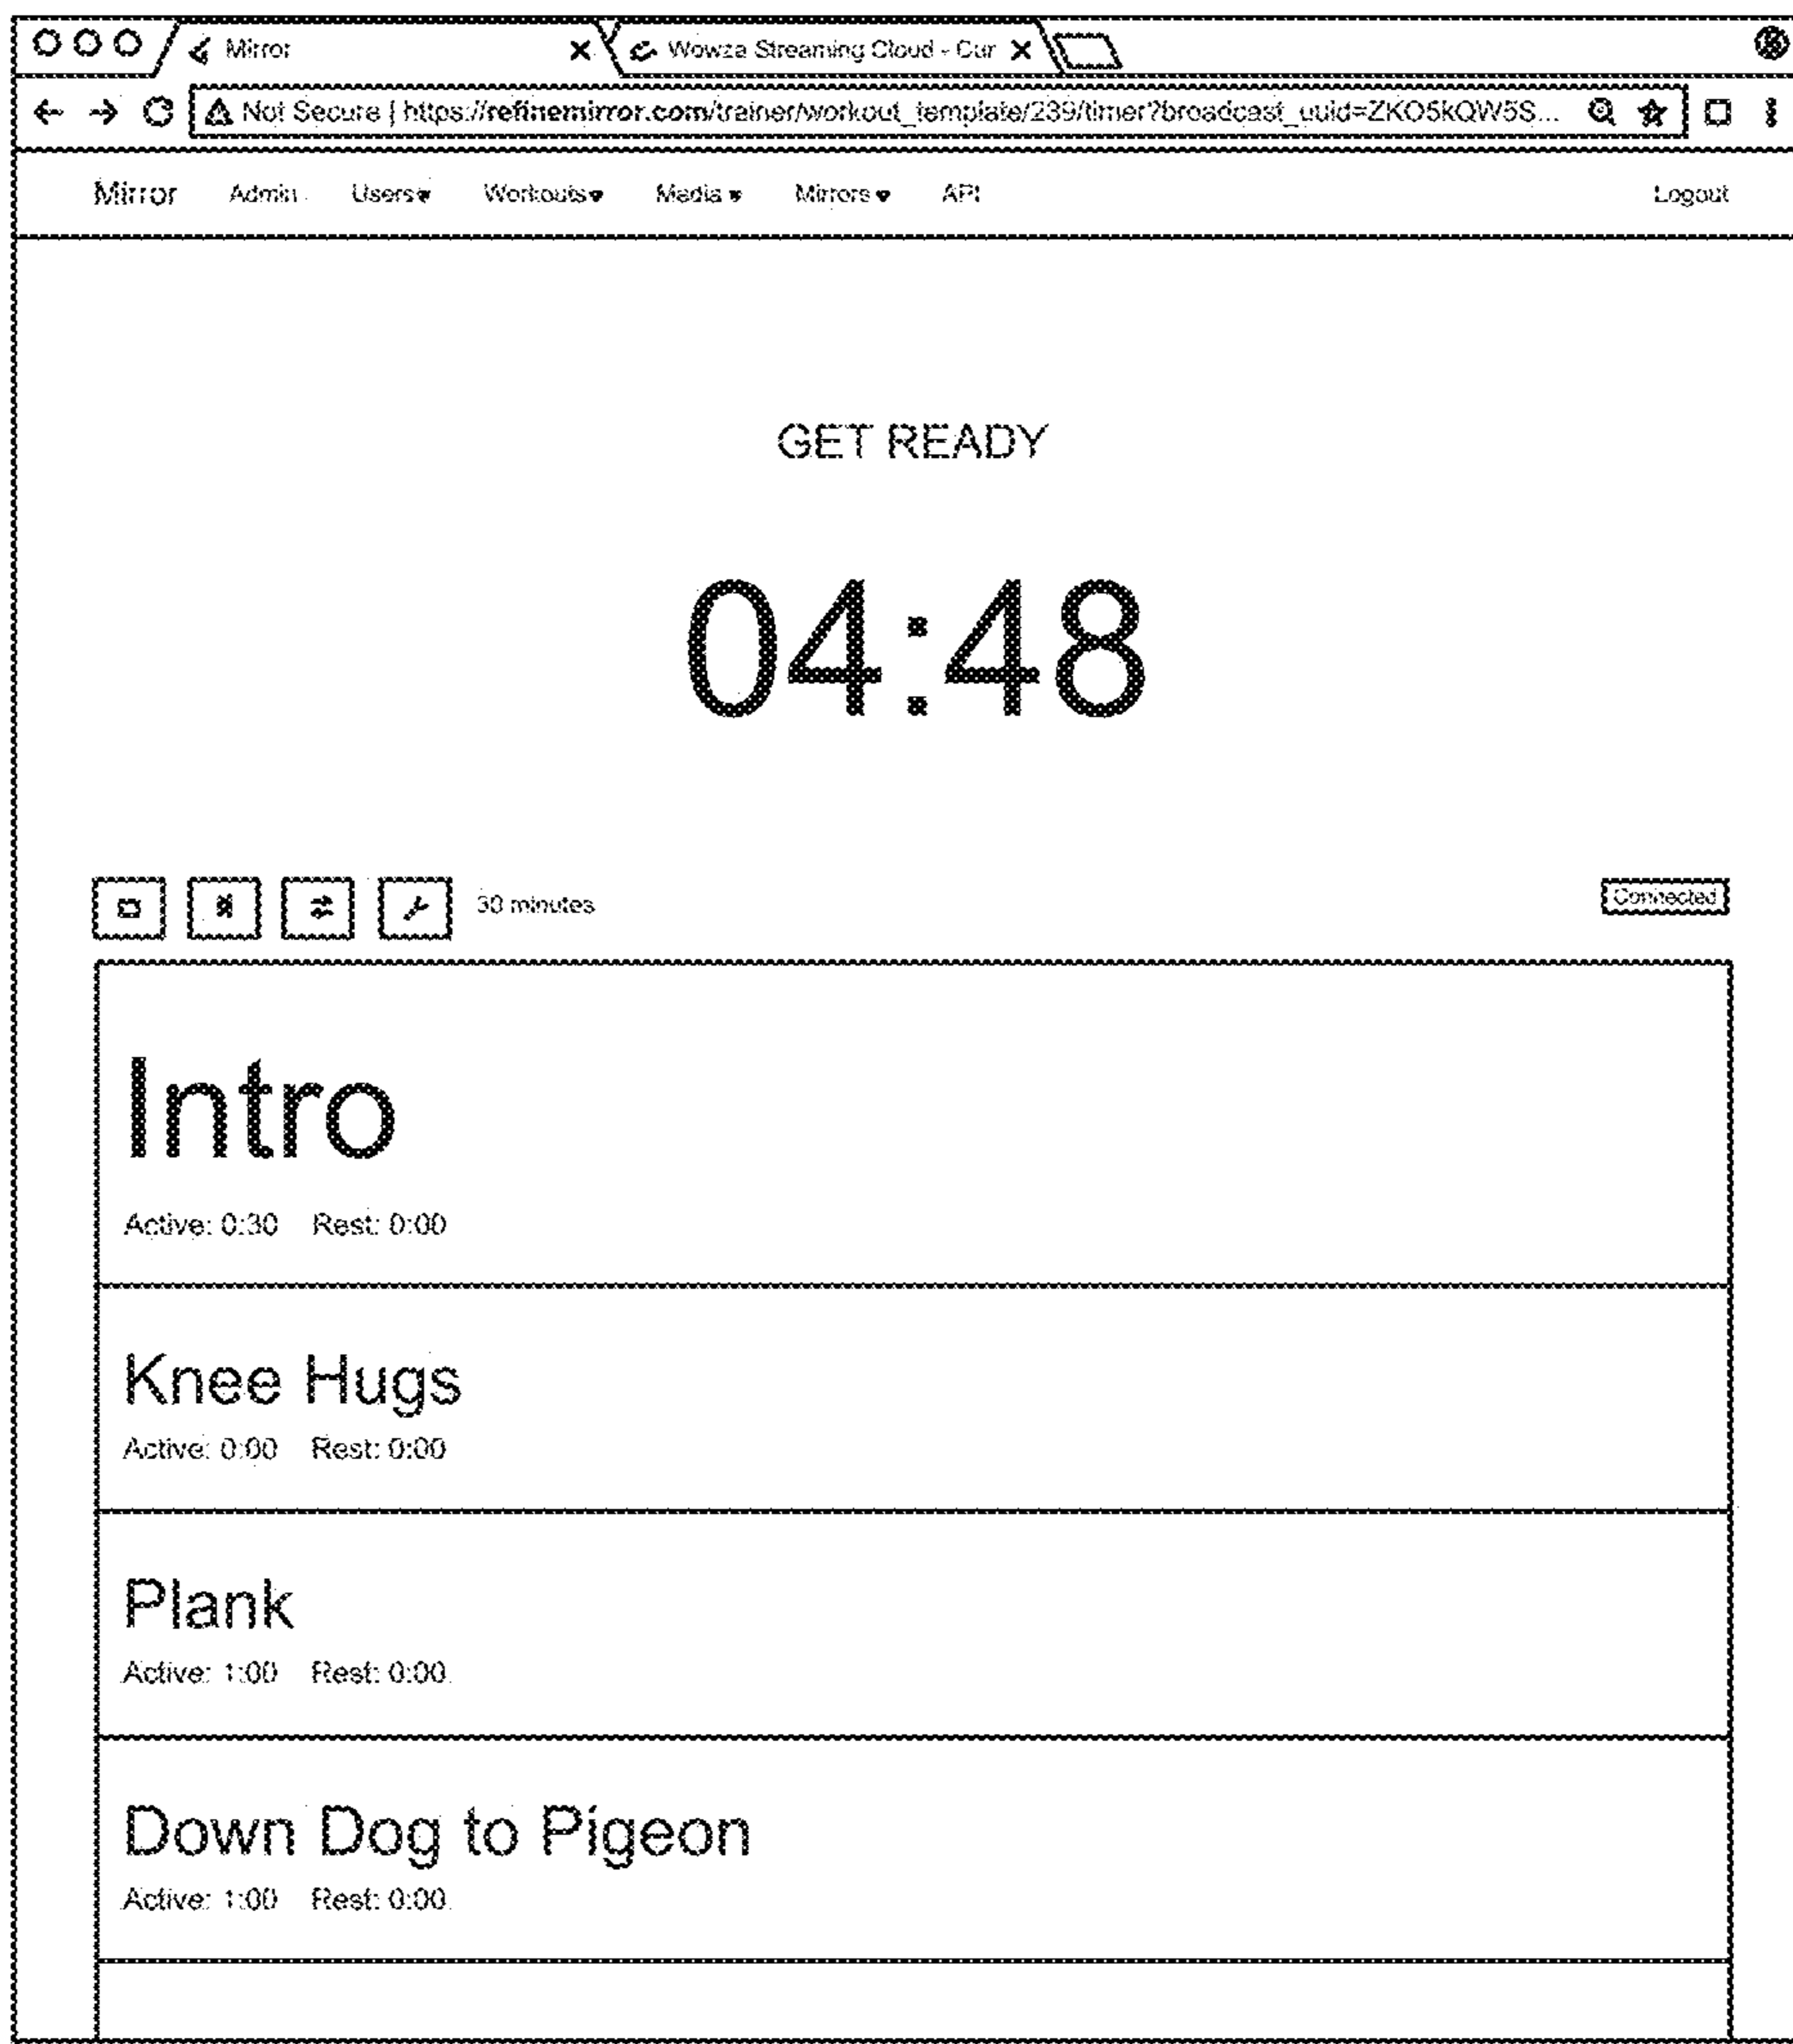 Mirror Wowza Streaming Cloud - Cur
Not Secure | https://refinemirror.com/trainer/workout_template/239/timer?broadcast_uuid=ZKO5kQW5S...
Mirror Admin Users Workouts Media Mirrors API Logout
GET READY
04:48
30 minutes Connected
Intro
Active: 0:30 Rest: 0:00
Knee Hugs
Active: 0:00 Rest: 0:00
Plank
Active: 1:00 Rest: 0:00
Down Dog to Pigeon
Active: 1:00 Rest: 0:00